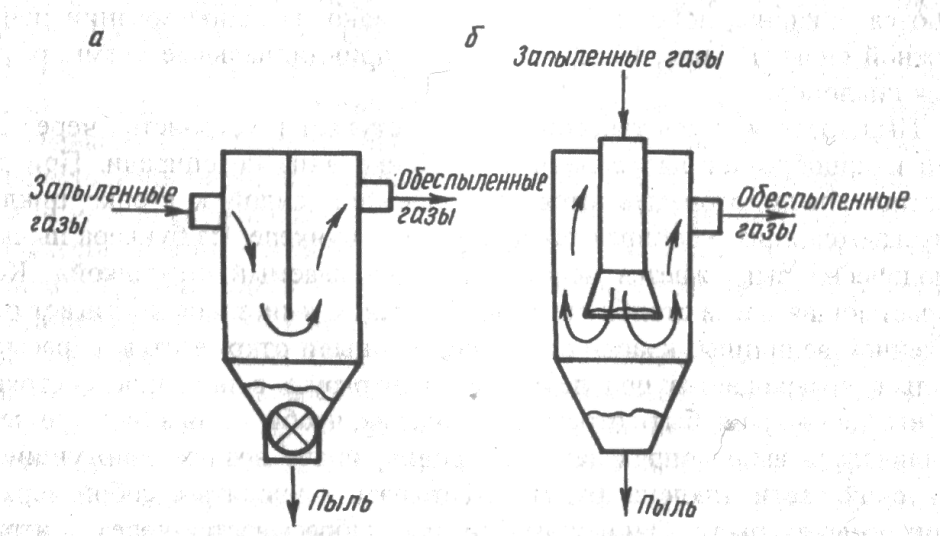 а
б
Запыленные газы
Запыленные
газы
Обеспыленные
газы
Обеспыленные
газы
Пыль
Пыль